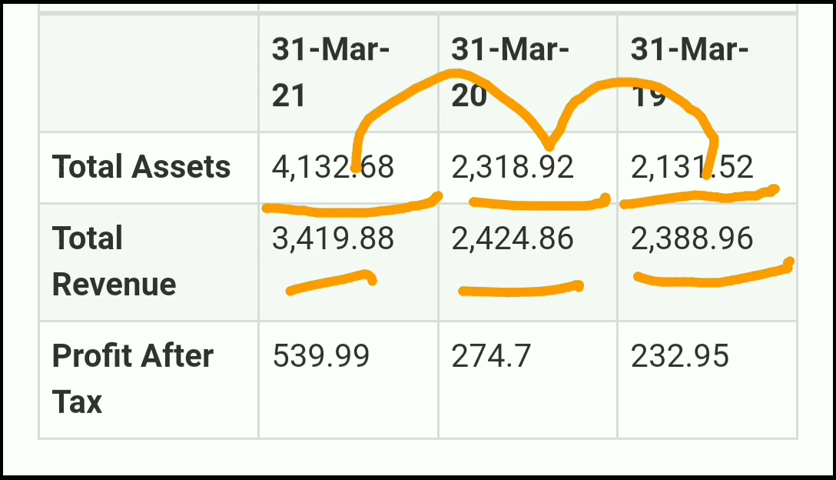 31-Mar- 31-Mar- 31-Mar-
21 20 19
Total Assets 4,132.68 2,318.92 2,131.52
Total 3,419.88 2,424.86 2,388.96
Revenue
Profit After 539.99 274.7 232.95
Tax